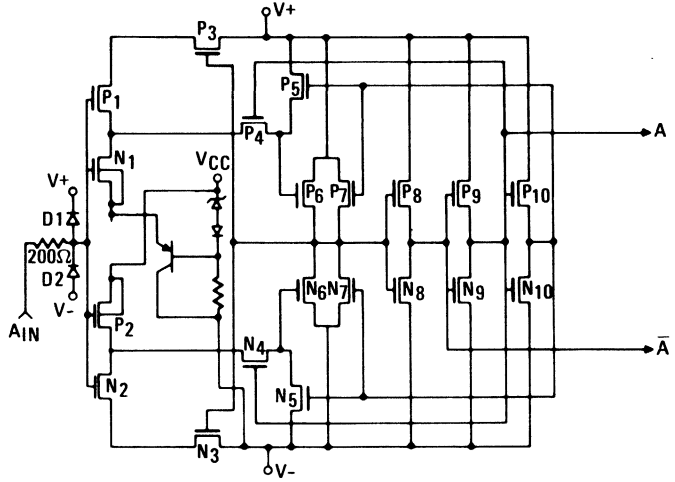 V+
P3
P5
P1
P4
A
N1
VCC
V+
P6
P7
P8
P9
P10
D1
200Ω
D2
V-
AIN
P2
N6
N7
N8
N9
N10
N4
A̅
N2
N5
N3
V-